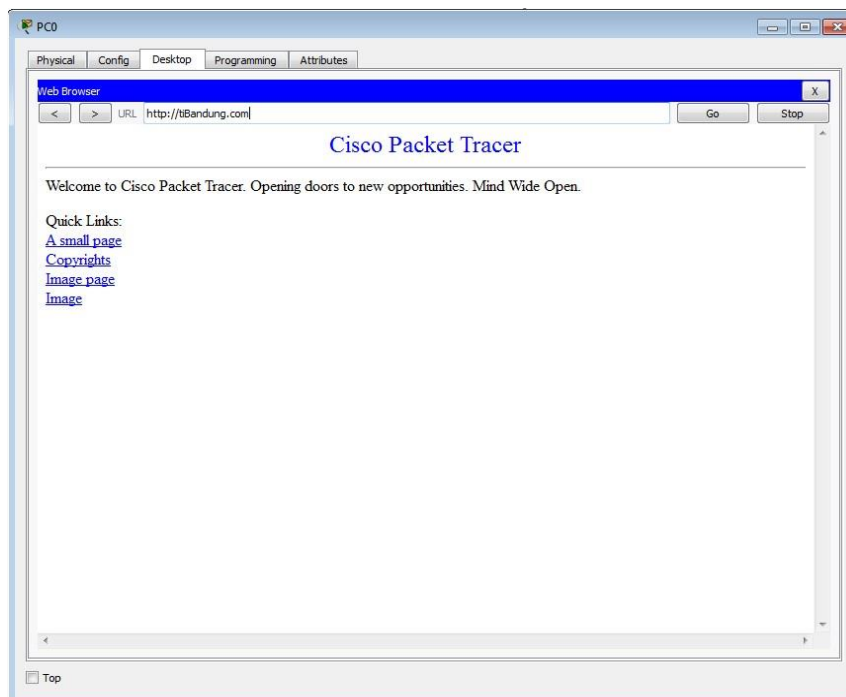 PC0
Physical Config Desktop Programming Attributes
Web Browser X
< > URL http://tiBandung.com Go Stop
Cisco Packet Tracer
Welcome to Cisco Packet Tracer. Opening doors to new opportunities. Mind Wide Open.
Quick Links:
A small page
Copyrights
Image page
Image
Top